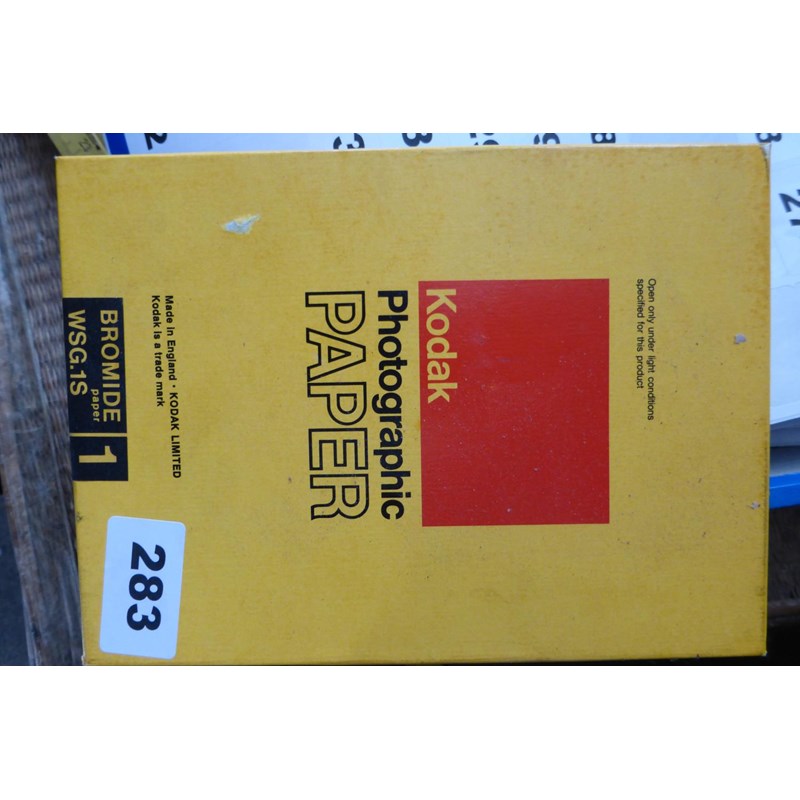 Open only under light conditions
specified for this product
Kodak
Photographic
PAPER
Made in England · KODAK LIMITED
Kodak is a trade mark
BROMIDE
paper
WSG.1S
1
283